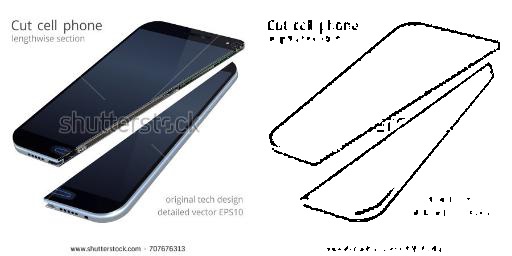 Cut cell phone
lengthwise section
shutterstock
original tech design
detailed vector EPS10
www.shutterstock.com · 707676313
Cut cell phone